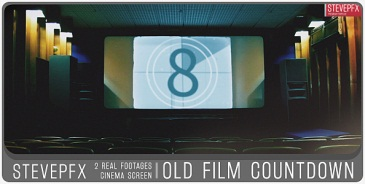 STEVEPFX
8
STEVEPFX
2 REAL FOOTAGES
CINEMA SCREEN
OLD FILM COUNTDOWN